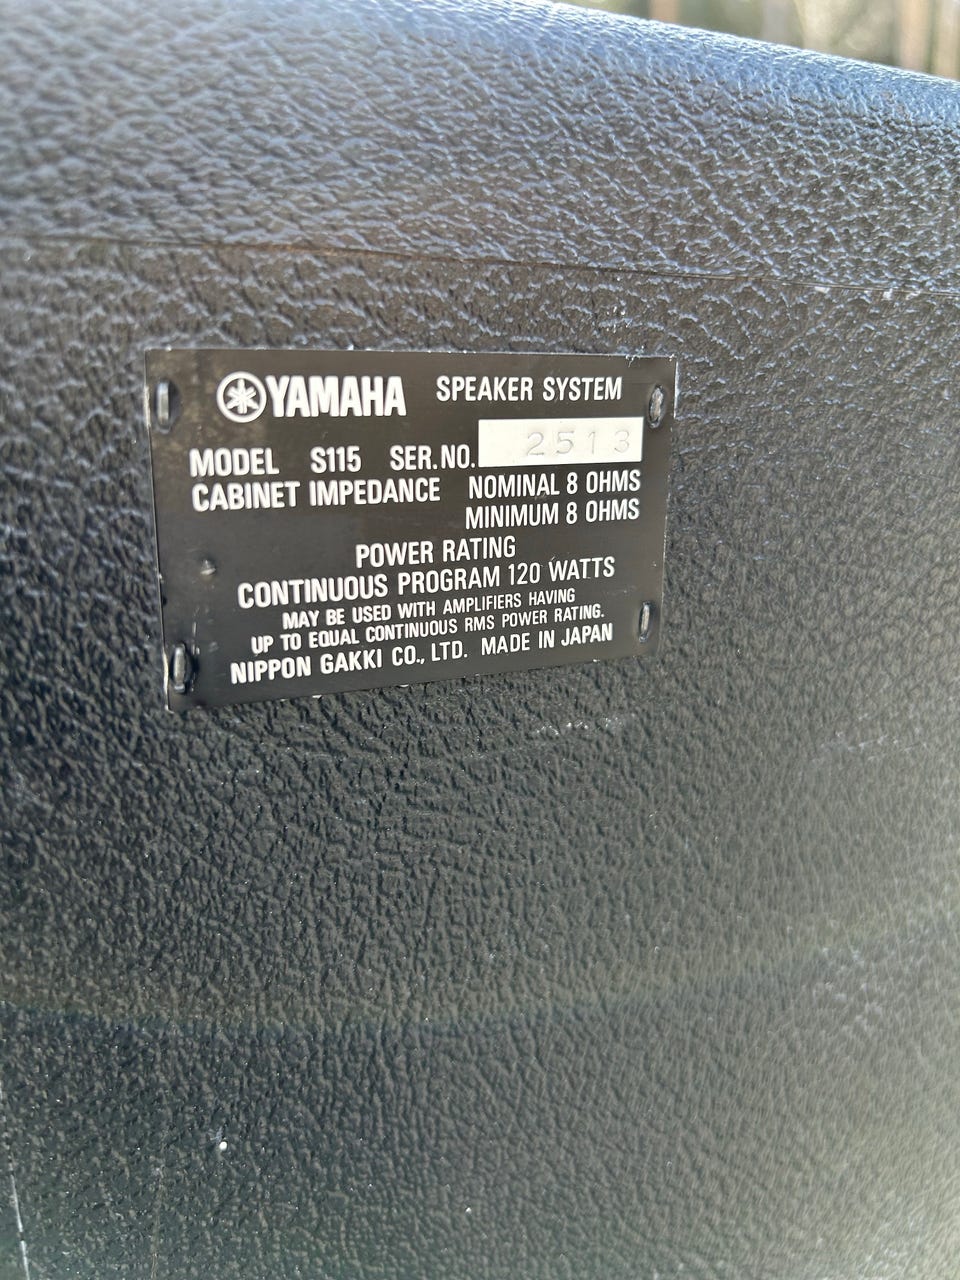 YAMAHA SPEAKER SYSTEM
MODEL S115 SER.NO. 2513
CABINET IMPEDANCE NOMINAL 8 OHMS
MINIMUM 8 OHMS
POWER RATING
CONTINUOUS PROGRAM 120 WATTS
MAY BE USED WITH AMPLIFIERS HAVING
UP TO EQUAL CONTINUOUS RMS POWER RATING.
NIPPON GAKKI CO., LTD. MADE IN JAPAN